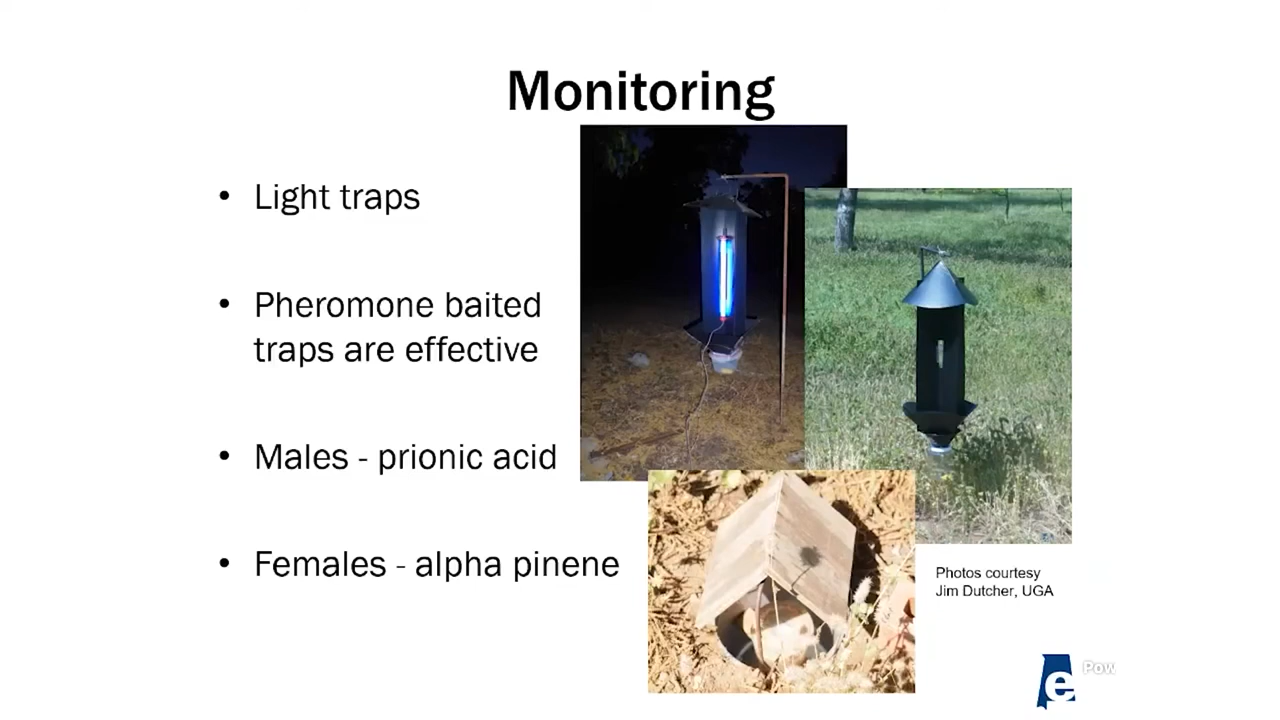 Monitoring
• Light traps
• Pheromone baited
traps are effective
• Males - prionic acid
• Females - alpha pinene
Photos courtesy
Jim Dutcher, UGA
e
Pow